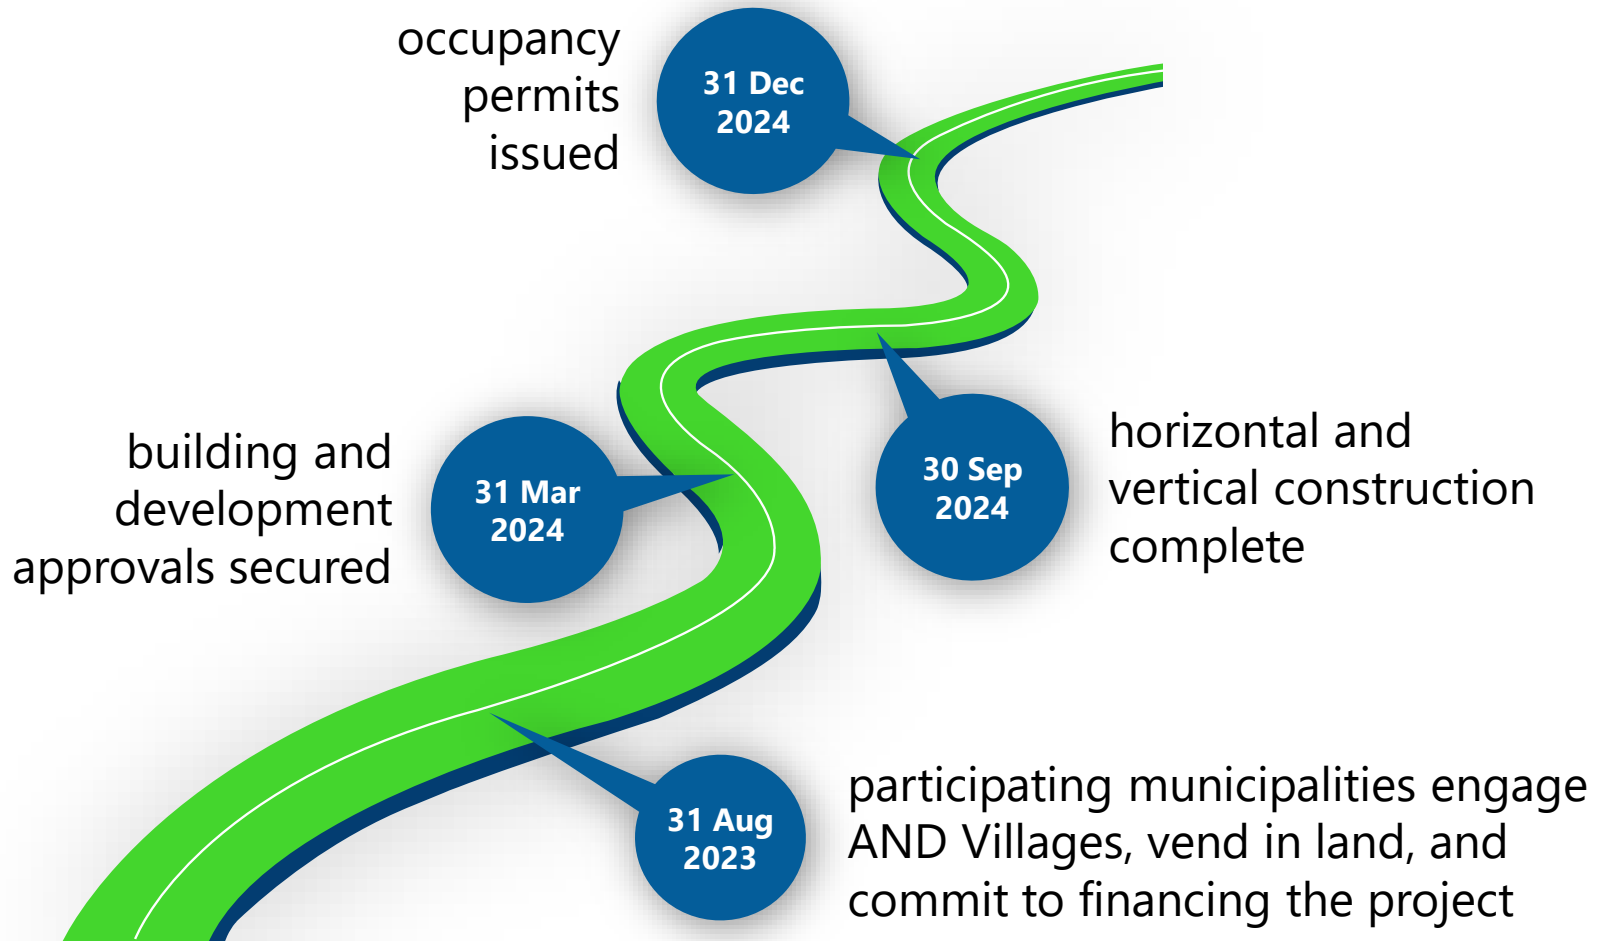 occupancy
permits
issued
31 Dec
2024
building and
development
approvals secured
31 Mar
2024
30 Sep
2024
horizontal and
vertical construction
complete
31 Aug
2023
participating municipalities engage
AND Villages, vend in land, and
commit to financing the project